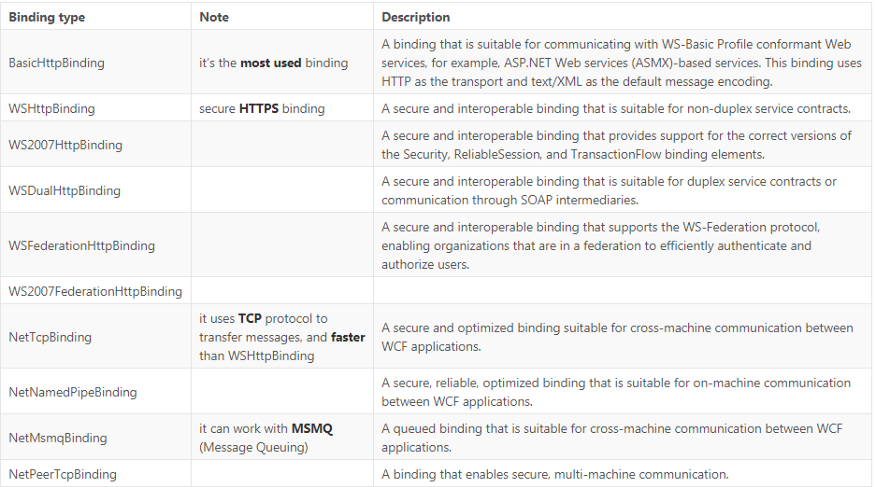 Binding type Note Description
BasicHttpBinding it's the most used binding
A binding that is suitable for communicating with WS-Basic Profile conformant Web
services, for example, ASP.NET Web services (ASMX)-based services. This binding uses
HTTP as the transport and text/XML as the default message encoding.
WSHttpBinding secure HTTPS binding A secure and interoperable binding that is suitable for non-duplex service contracts.
WS2007HttpBinding
A secure and interoperable binding that provides support for the correct versions of
the Security, ReliableSession, and TransactionFlow binding elements.
WSDualHttpBinding
A secure and interoperable binding that is suitable for duplex service contracts or
communication through SOAP intermediaries.
WSFederationHttpBinding
A secure and interoperable binding that supports the WS-Federation protocol,
enabling organizations that are in a federation to efficiently authenticate and
authorize users.
WS2007FederationHttpBinding
NetTcpBinding
it uses TCP protocol to
transfer messages, and faster
than WSHttpBinding
A secure and optimized binding suitable for cross-machine communication between
WCF applications.
NetNamedPipeBinding
A secure, reliable, optimized binding that is suitable for on-machine communication
between WCF applications.
NetMsmqBinding
it can work with MSMQ
(Message Queuing)
A queued binding that is suitable for cross-machine communication between WCF
applications.
NetPeerTcpBinding A binding that enables secure, multi-machine communication.